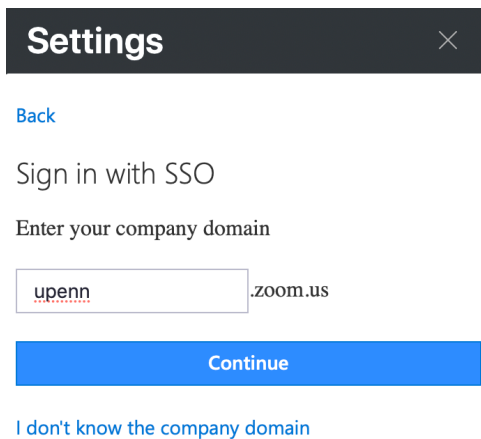 Settings
Back
Sign in with SSO
Enter your company domain
upenn .zoom.us
Continue
I don't know the company domain